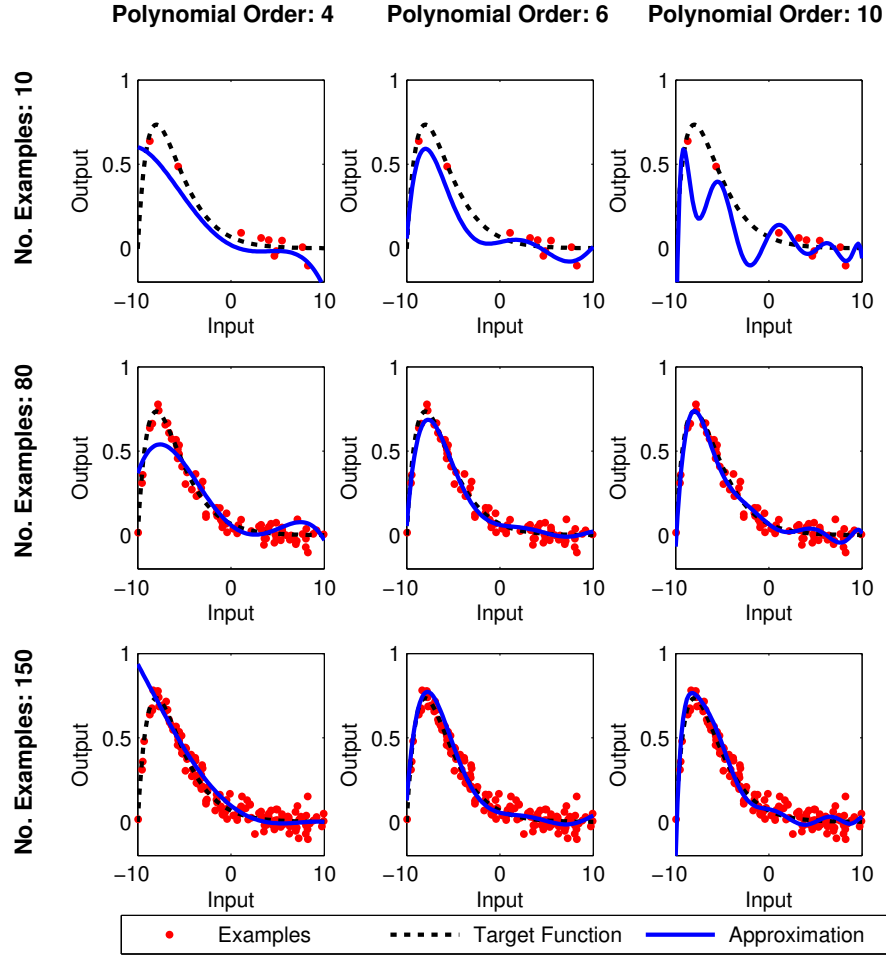 Polynomial Order: 4 Polynomial Order: 6 Polynomial Order: 10
No. Examples: 10
Output
1
0.5
0
−10 0 10
Input
Output
1
0.5
0
−10 0 10
Input
Output
1
0.5
0
−10 0 10
Input
No. Examples: 80
Output
1
0.5
0
−10 0 10
Input
Output
1
0.5
0
−10 0 10
Input
Output
1
0.5
0
−10 0 10
Input
No. Examples: 150
Output
1
0.5
0
−10 0 10
Input
Output
1
0.5
0
−10 0 10
Input
Output
1
0.5
0
−10 0 10
Input
Examples Target Function Approximation